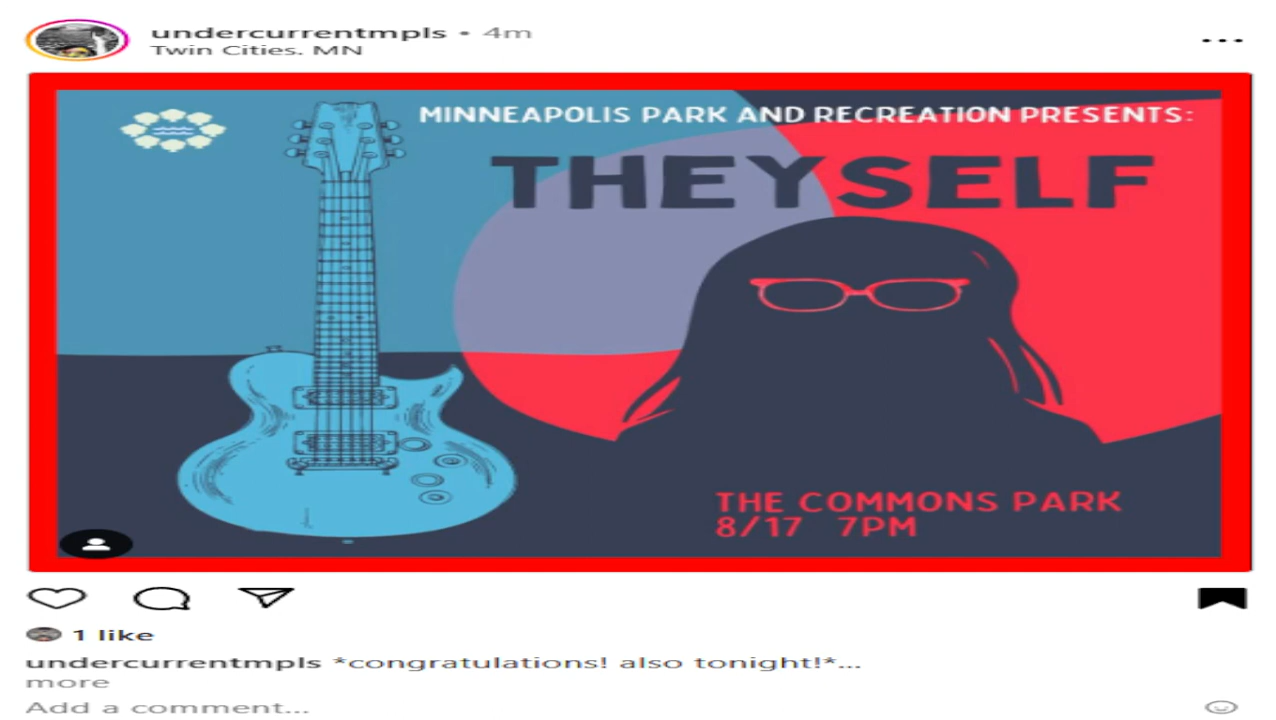 undercurrentmpls • 4m
Twin Cities. MN
MINNEAPOLIS PARK AND RECREATION PRESENTS:
THEYSELF
THE COMMONS PARK
8/17 7PM
1 like
undercurrentmpls *congratulations! also tonight!*...
more
Add a comment...